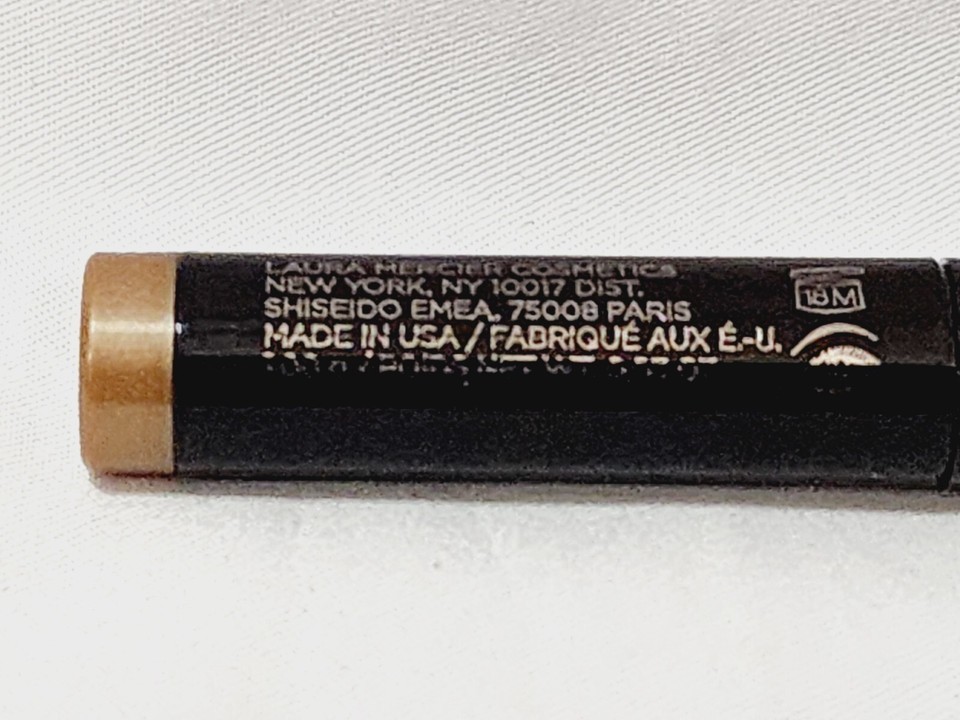 LAURA MERCIER COSMETICS
NEW YORK, NY 10017 DIST.
SHISEIDO EMEA, 75008 PARIS
MADE IN USA / FABRIQUÉ AUX É.-U.
18M